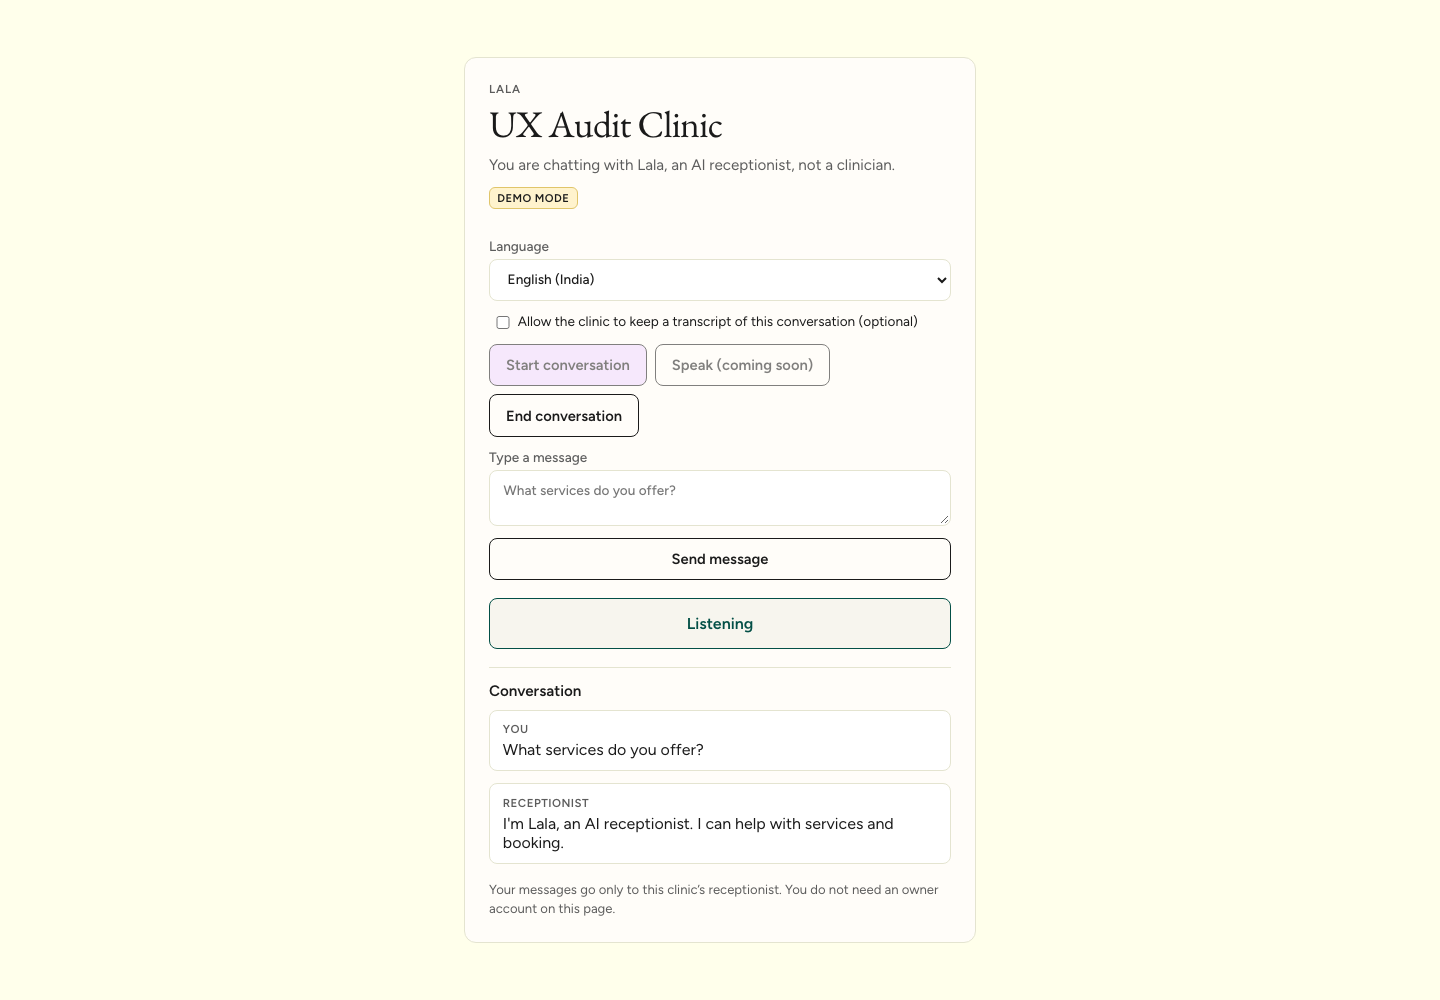 LALA
UX Audit Clinic
You are chatting with Lala, an AI receptionist, not a clinician.
DEMO MODE
Language
English (India)
Allow the clinic to keep a transcript of this conversation (optional)
Start conversation
Speak (coming soon)
End conversation
Type a message
What services do you offer?
Send message
Listening
Conversation
YOU
What services do you offer?
RECEPTIONIST
I'm Lala, an AI receptionist. I can help with services and
booking.
Your messages go only to this clinic's receptionist. You do not need an owner
account on this page.